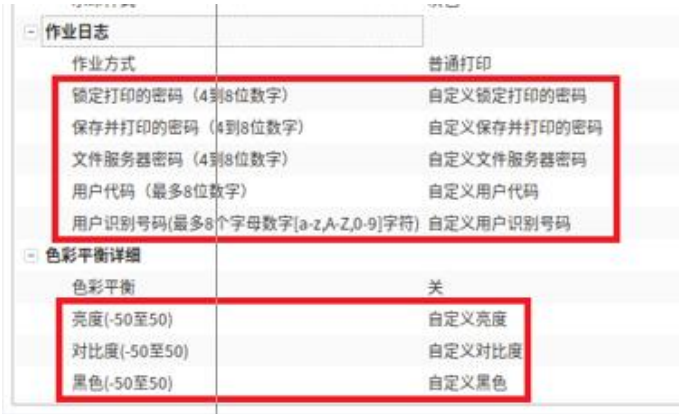 作业日志
作业方式 普通打印
锁定打印的密码（4到8位数字） 自定义锁定打印的密码
保存并打印的密码（4到8位数字） 自定义保存并打印的密码
文件服务器密码（4到8位数字） 自定义文件服务器密码
用户代码（最多8位数字） 自定义用户代码
用户识别号码(最多8个字母数字[a-z,A-Z,0-9]字符) 自定义用户识别号码
色彩平衡详细
色彩平衡 关
亮度(-50至50) 自定义亮度
对比度(-50至50) 自定义对比度
黑色(-50至50) 自定义黑色